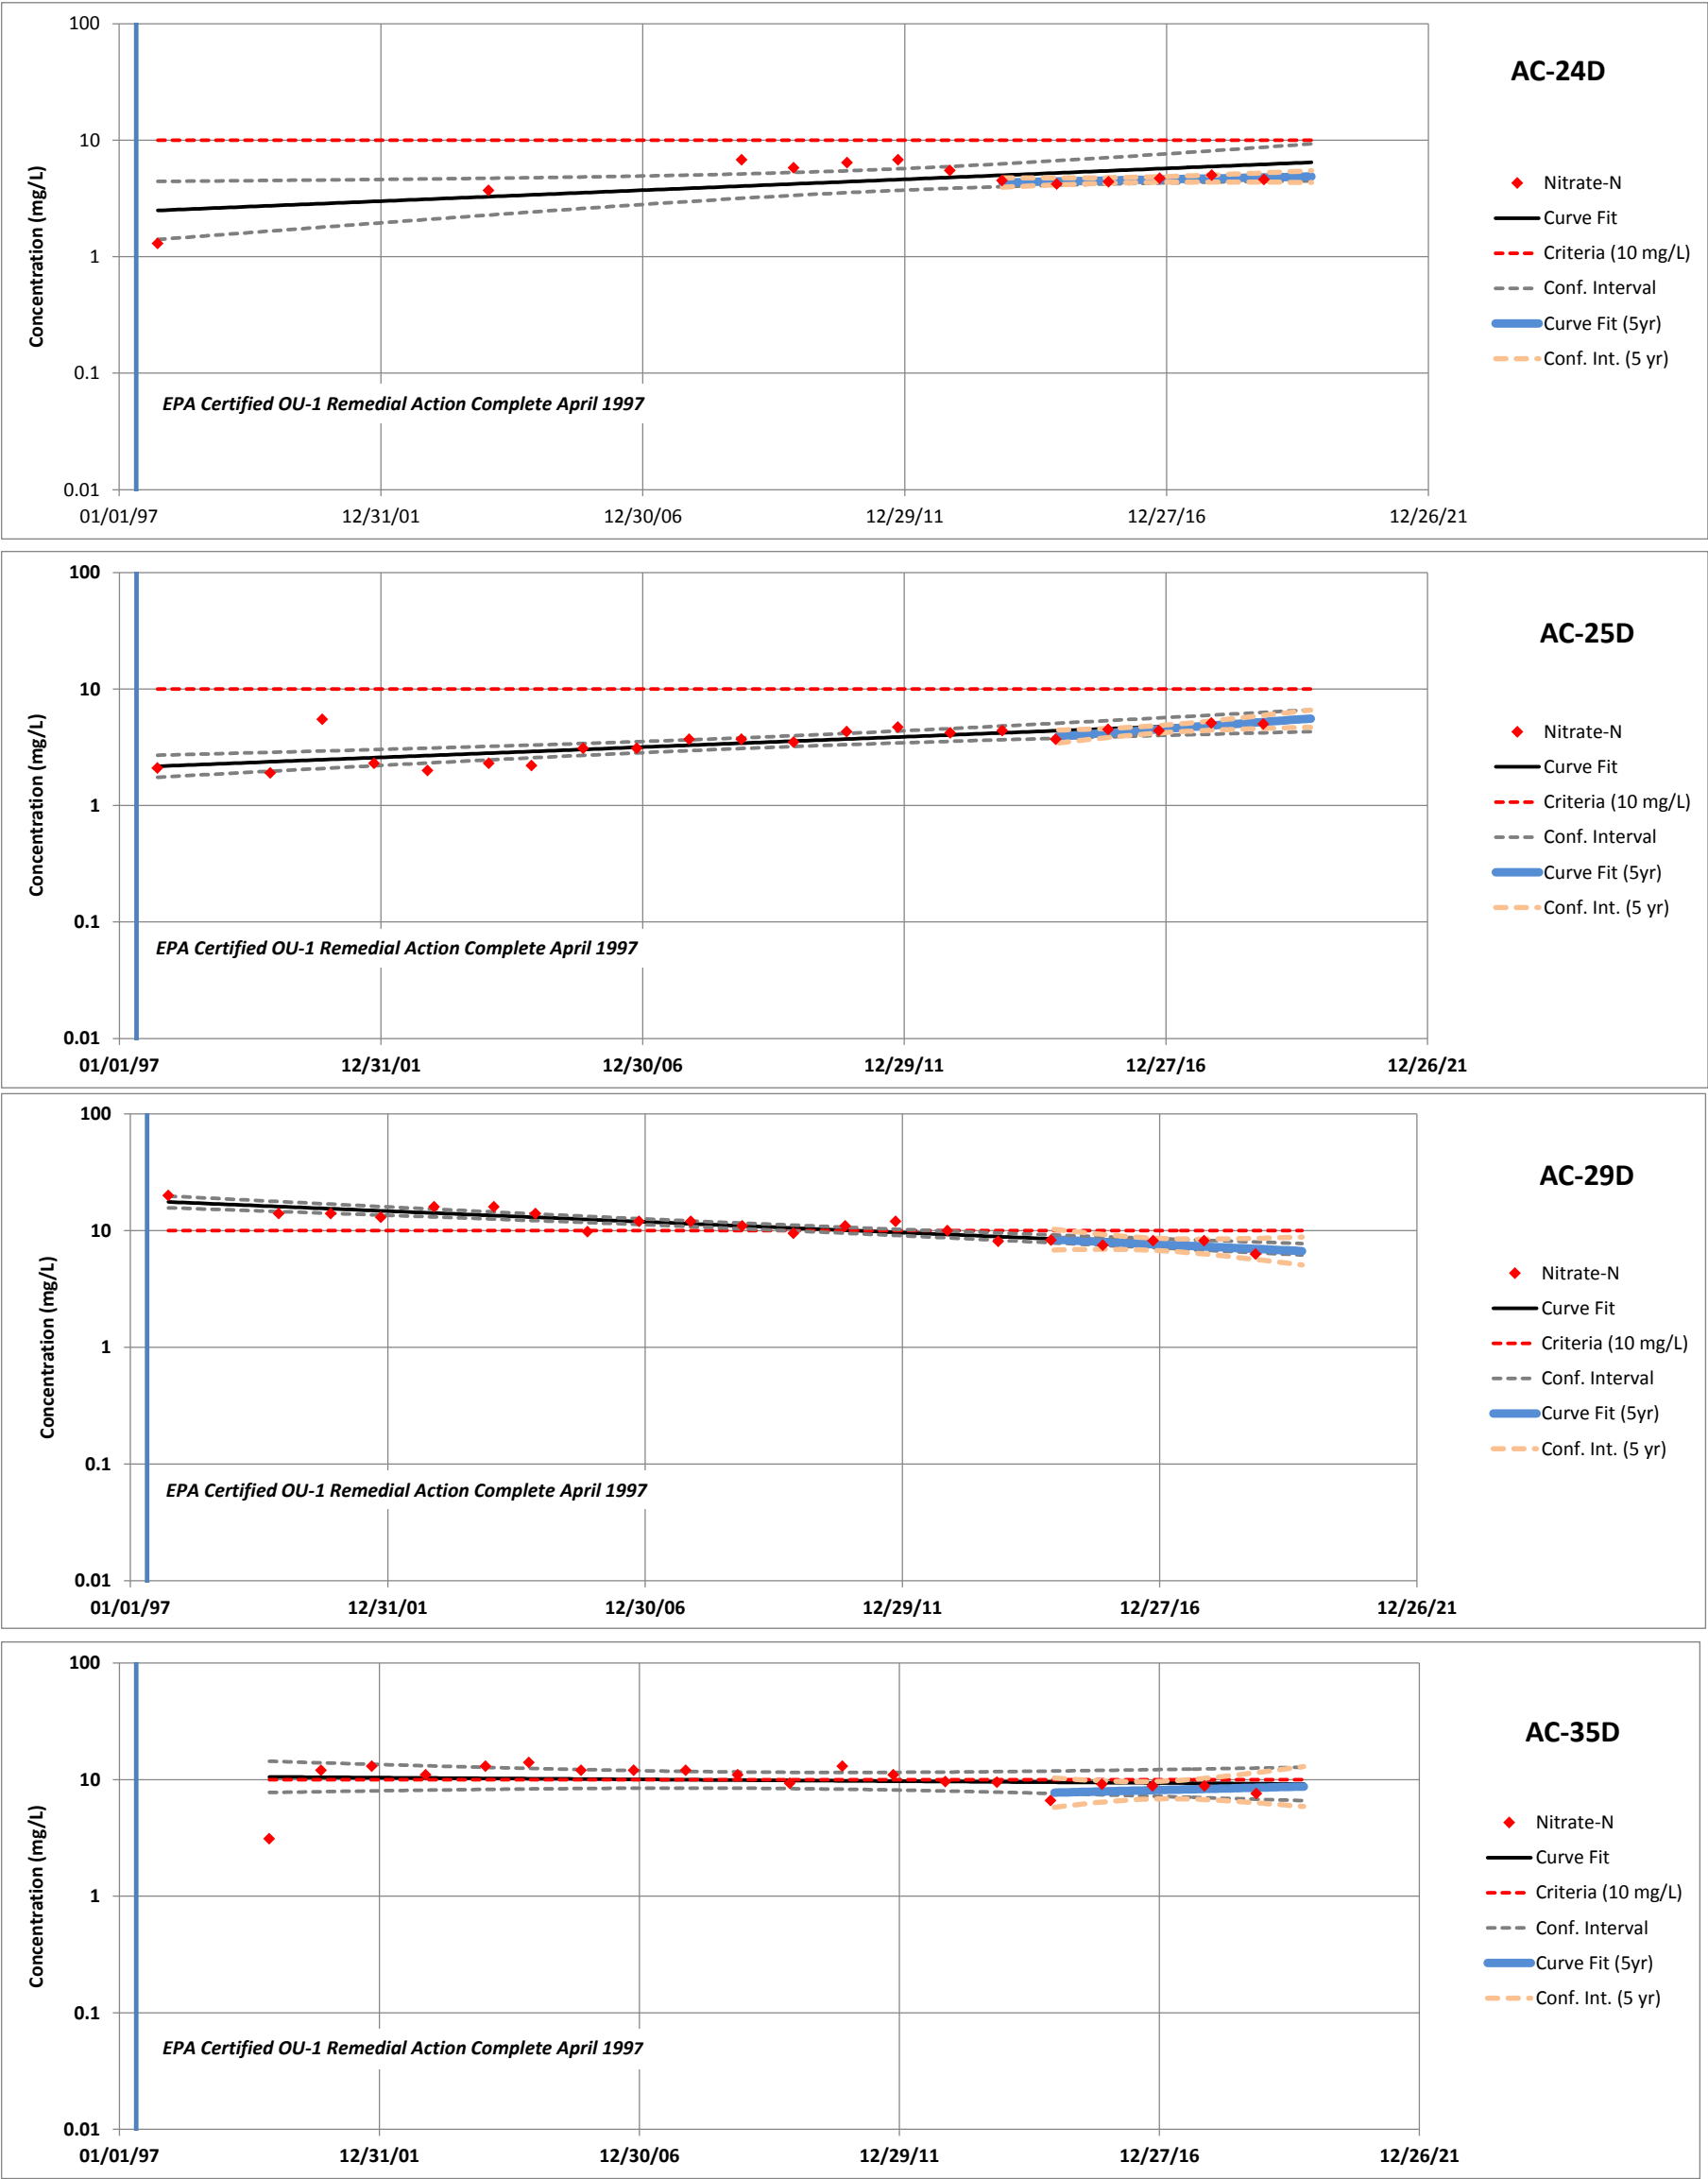 AC-24D
Concentration (mg/L)
100
10
1
0.1
0.01
01/01/97 12/31/01 12/30/06 12/29/11 12/27/16 12/26/21
EPA Certified OU-1 Remedial Action Complete April 1997
Nitrate-N
Curve Fit
Criteria (10 mg/L)
Conf. Interval
Curve Fit (5yr)
Conf. Int. (5 yr)
AC-25D
Concentration (mg/L)
100
10
1
0.1
0.01
01/01/97 12/31/01 12/30/06 12/29/11 12/27/16 12/26/21
EPA Certified OU-1 Remedial Action Complete April 1997
Nitrate-N
Curve Fit
Criteria (10 mg/L)
Conf. Interval
Curve Fit (5yr)
Conf. Int. (5 yr)
AC-29D
Concentration (mg/L)
100
10
1
0.1
0.01
01/01/97 12/31/01 12/30/06 12/29/11 12/27/16 12/26/21
EPA Certified OU-1 Remedial Action Complete April 1997
Nitrate-N
Curve Fit
Criteria (10 mg/L)
Conf. Interval
Curve Fit (5yr)
Conf. Int. (5 yr)
AC-35D
Concentration (mg/L)
100
10
1
0.1
0.01
01/01/97 12/31/01 12/30/06 12/29/11 12/27/16 12/26/21
EPA Certified OU-1 Remedial Action Complete April 1997
Nitrate-N
Curve Fit
Criteria (10 mg/L)
Conf. Interval
Curve Fit (5yr)
Conf. Int. (5 yr)